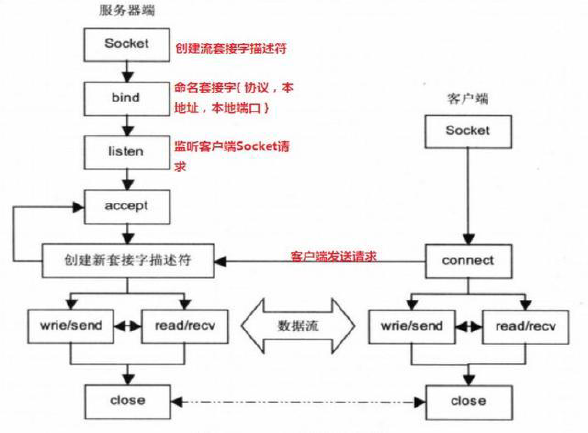 服务器端
Socket
创建流套接字描述符
bind
命名套接字{ 协议，本
地址，本地端口 }
客户端
Socket
listen
监听客户端Socket请
求
accept
创建新套接字描述符
客户端发送请求
connect
wrie/send
read/recv
数据流
wrie/send
read/recv
close
close